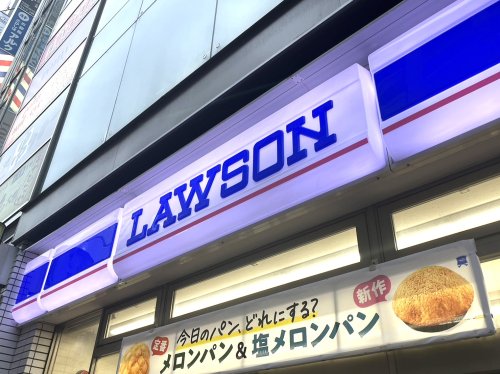 LAWSON
今日のパン、どれにする?
定番
メロンパン & 塩メロンパン
新作